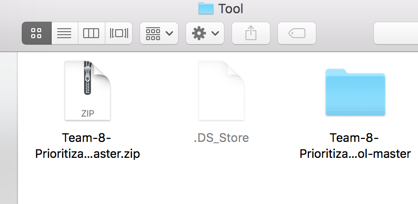 Tool
ZIP
Team-8-
Prioritiza...aster.zip
.DS_Store
Team-8-
Prioritiza...ol-master